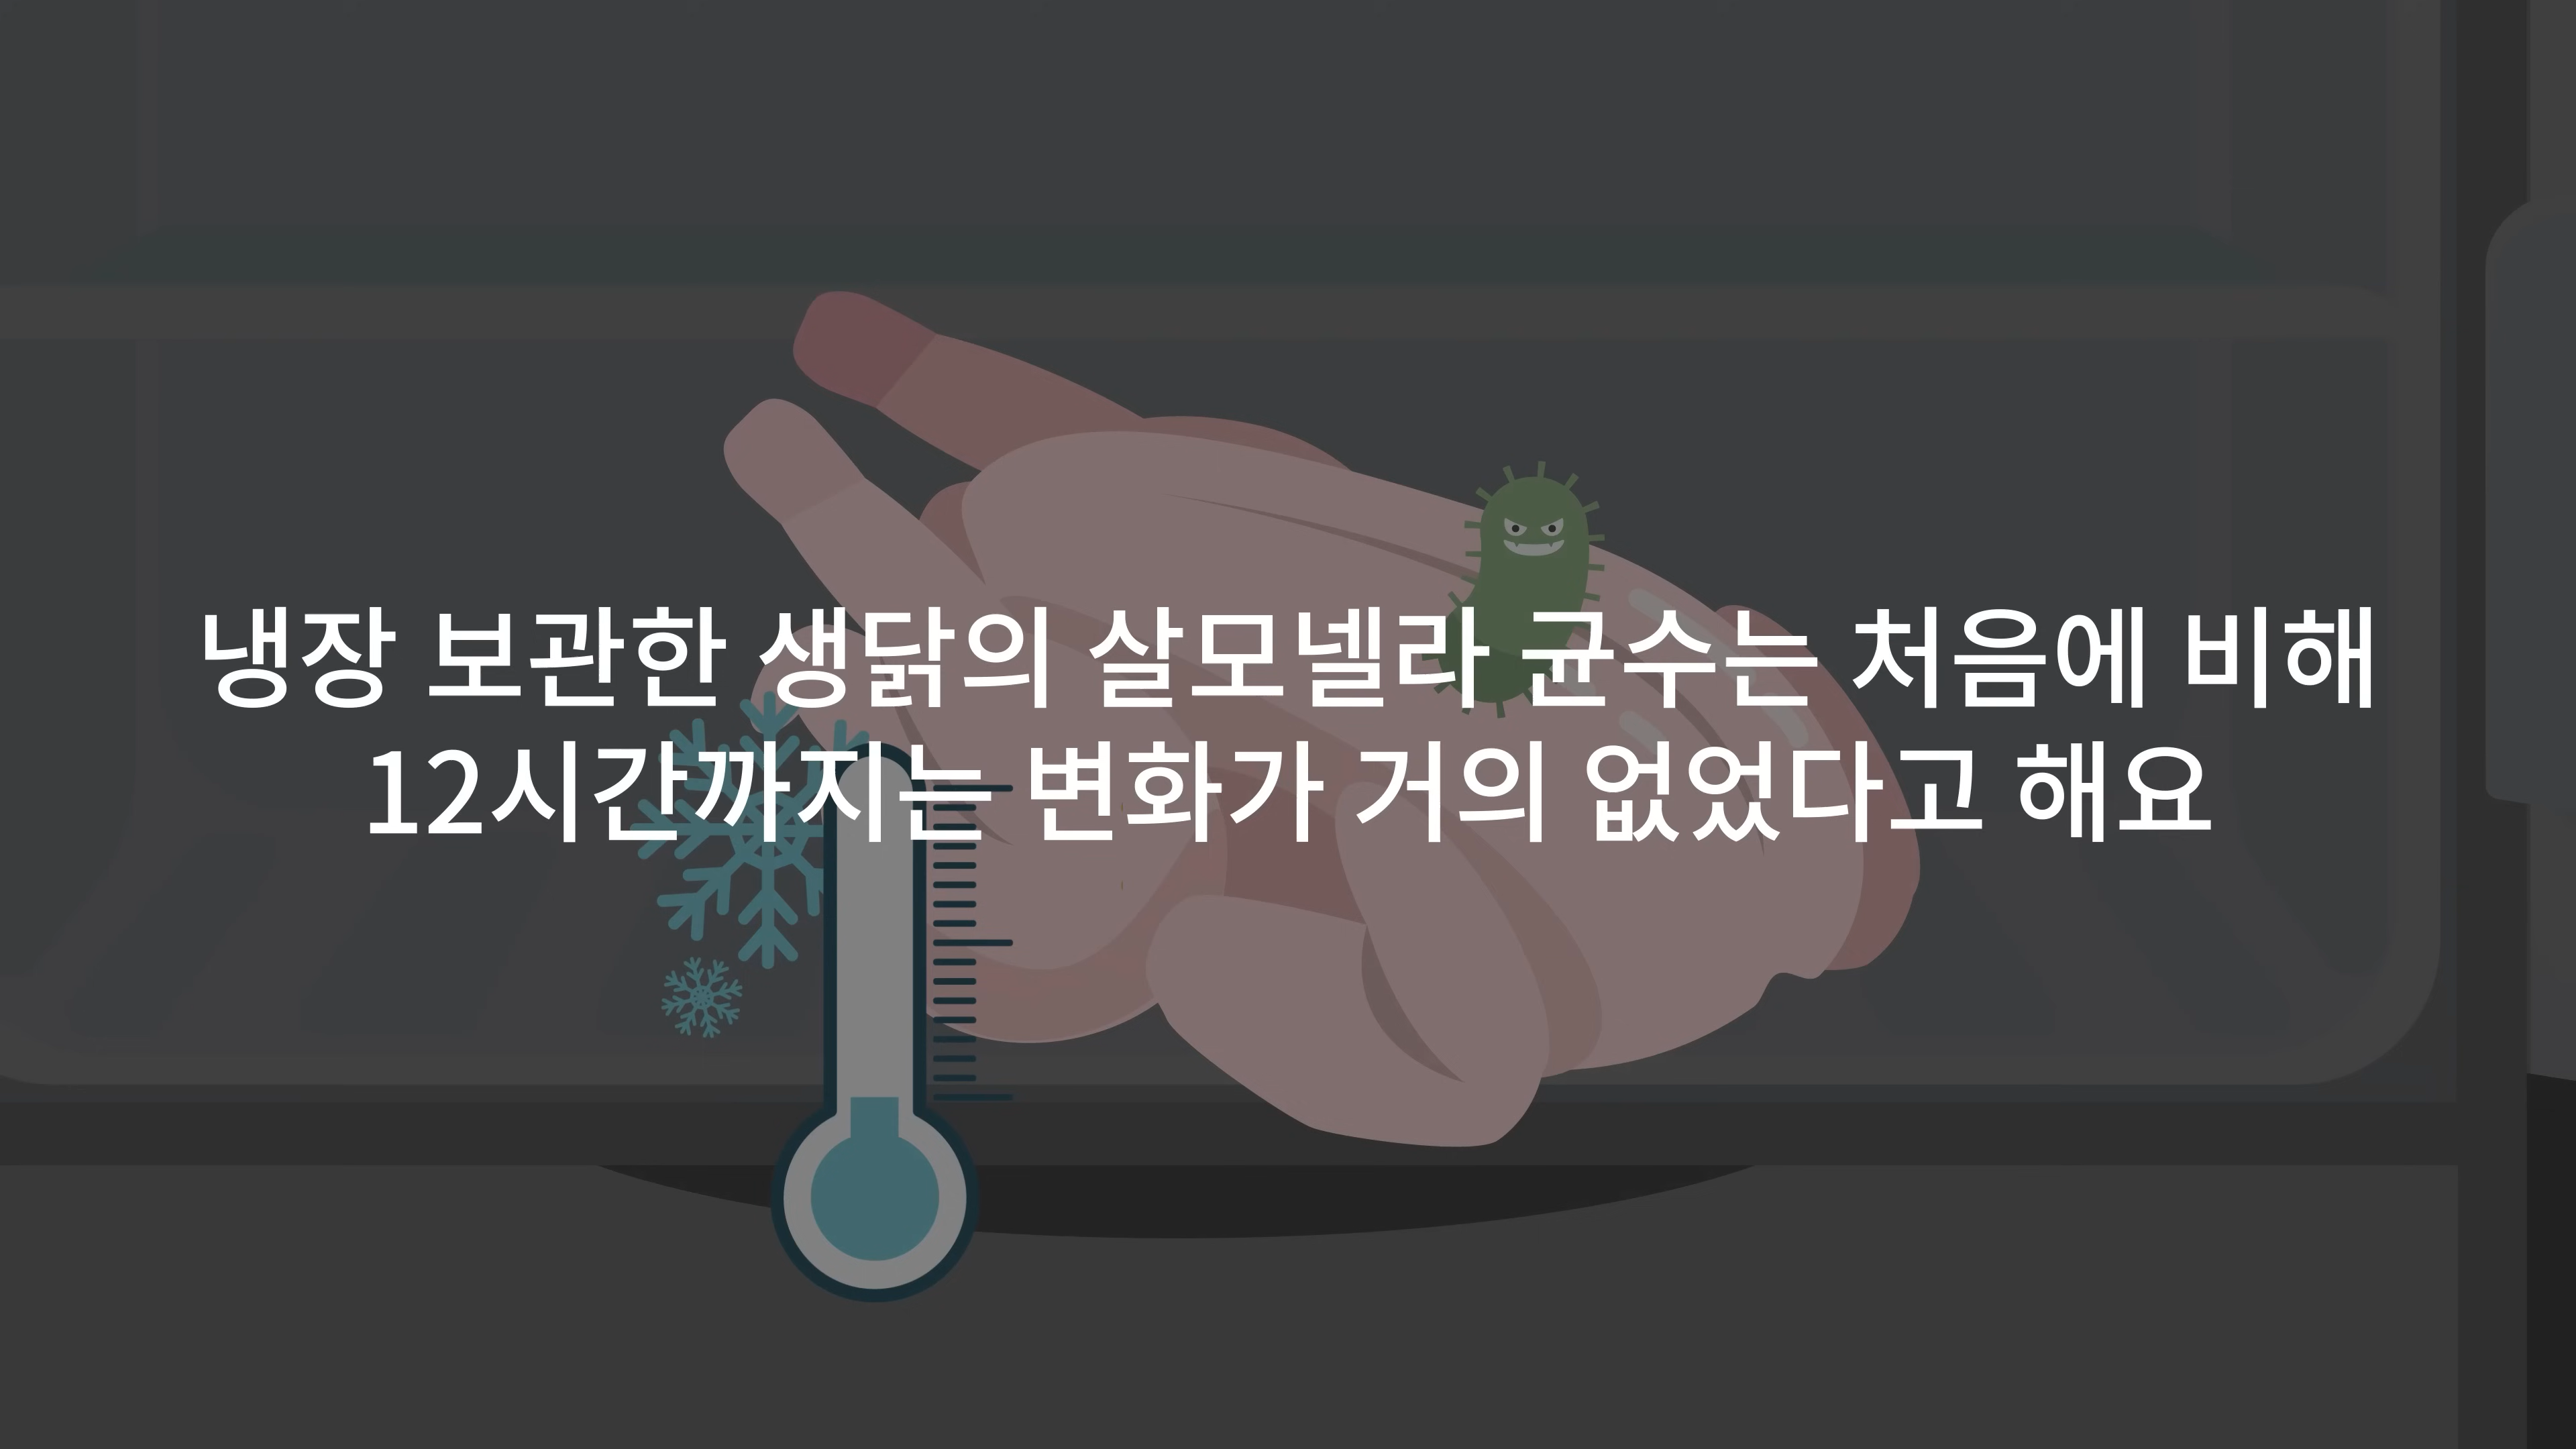 냉장 보관한 생닭의 살모넬라 균수는 처음에 비해
12시간까지는 변화가 거의 없었다고 해요